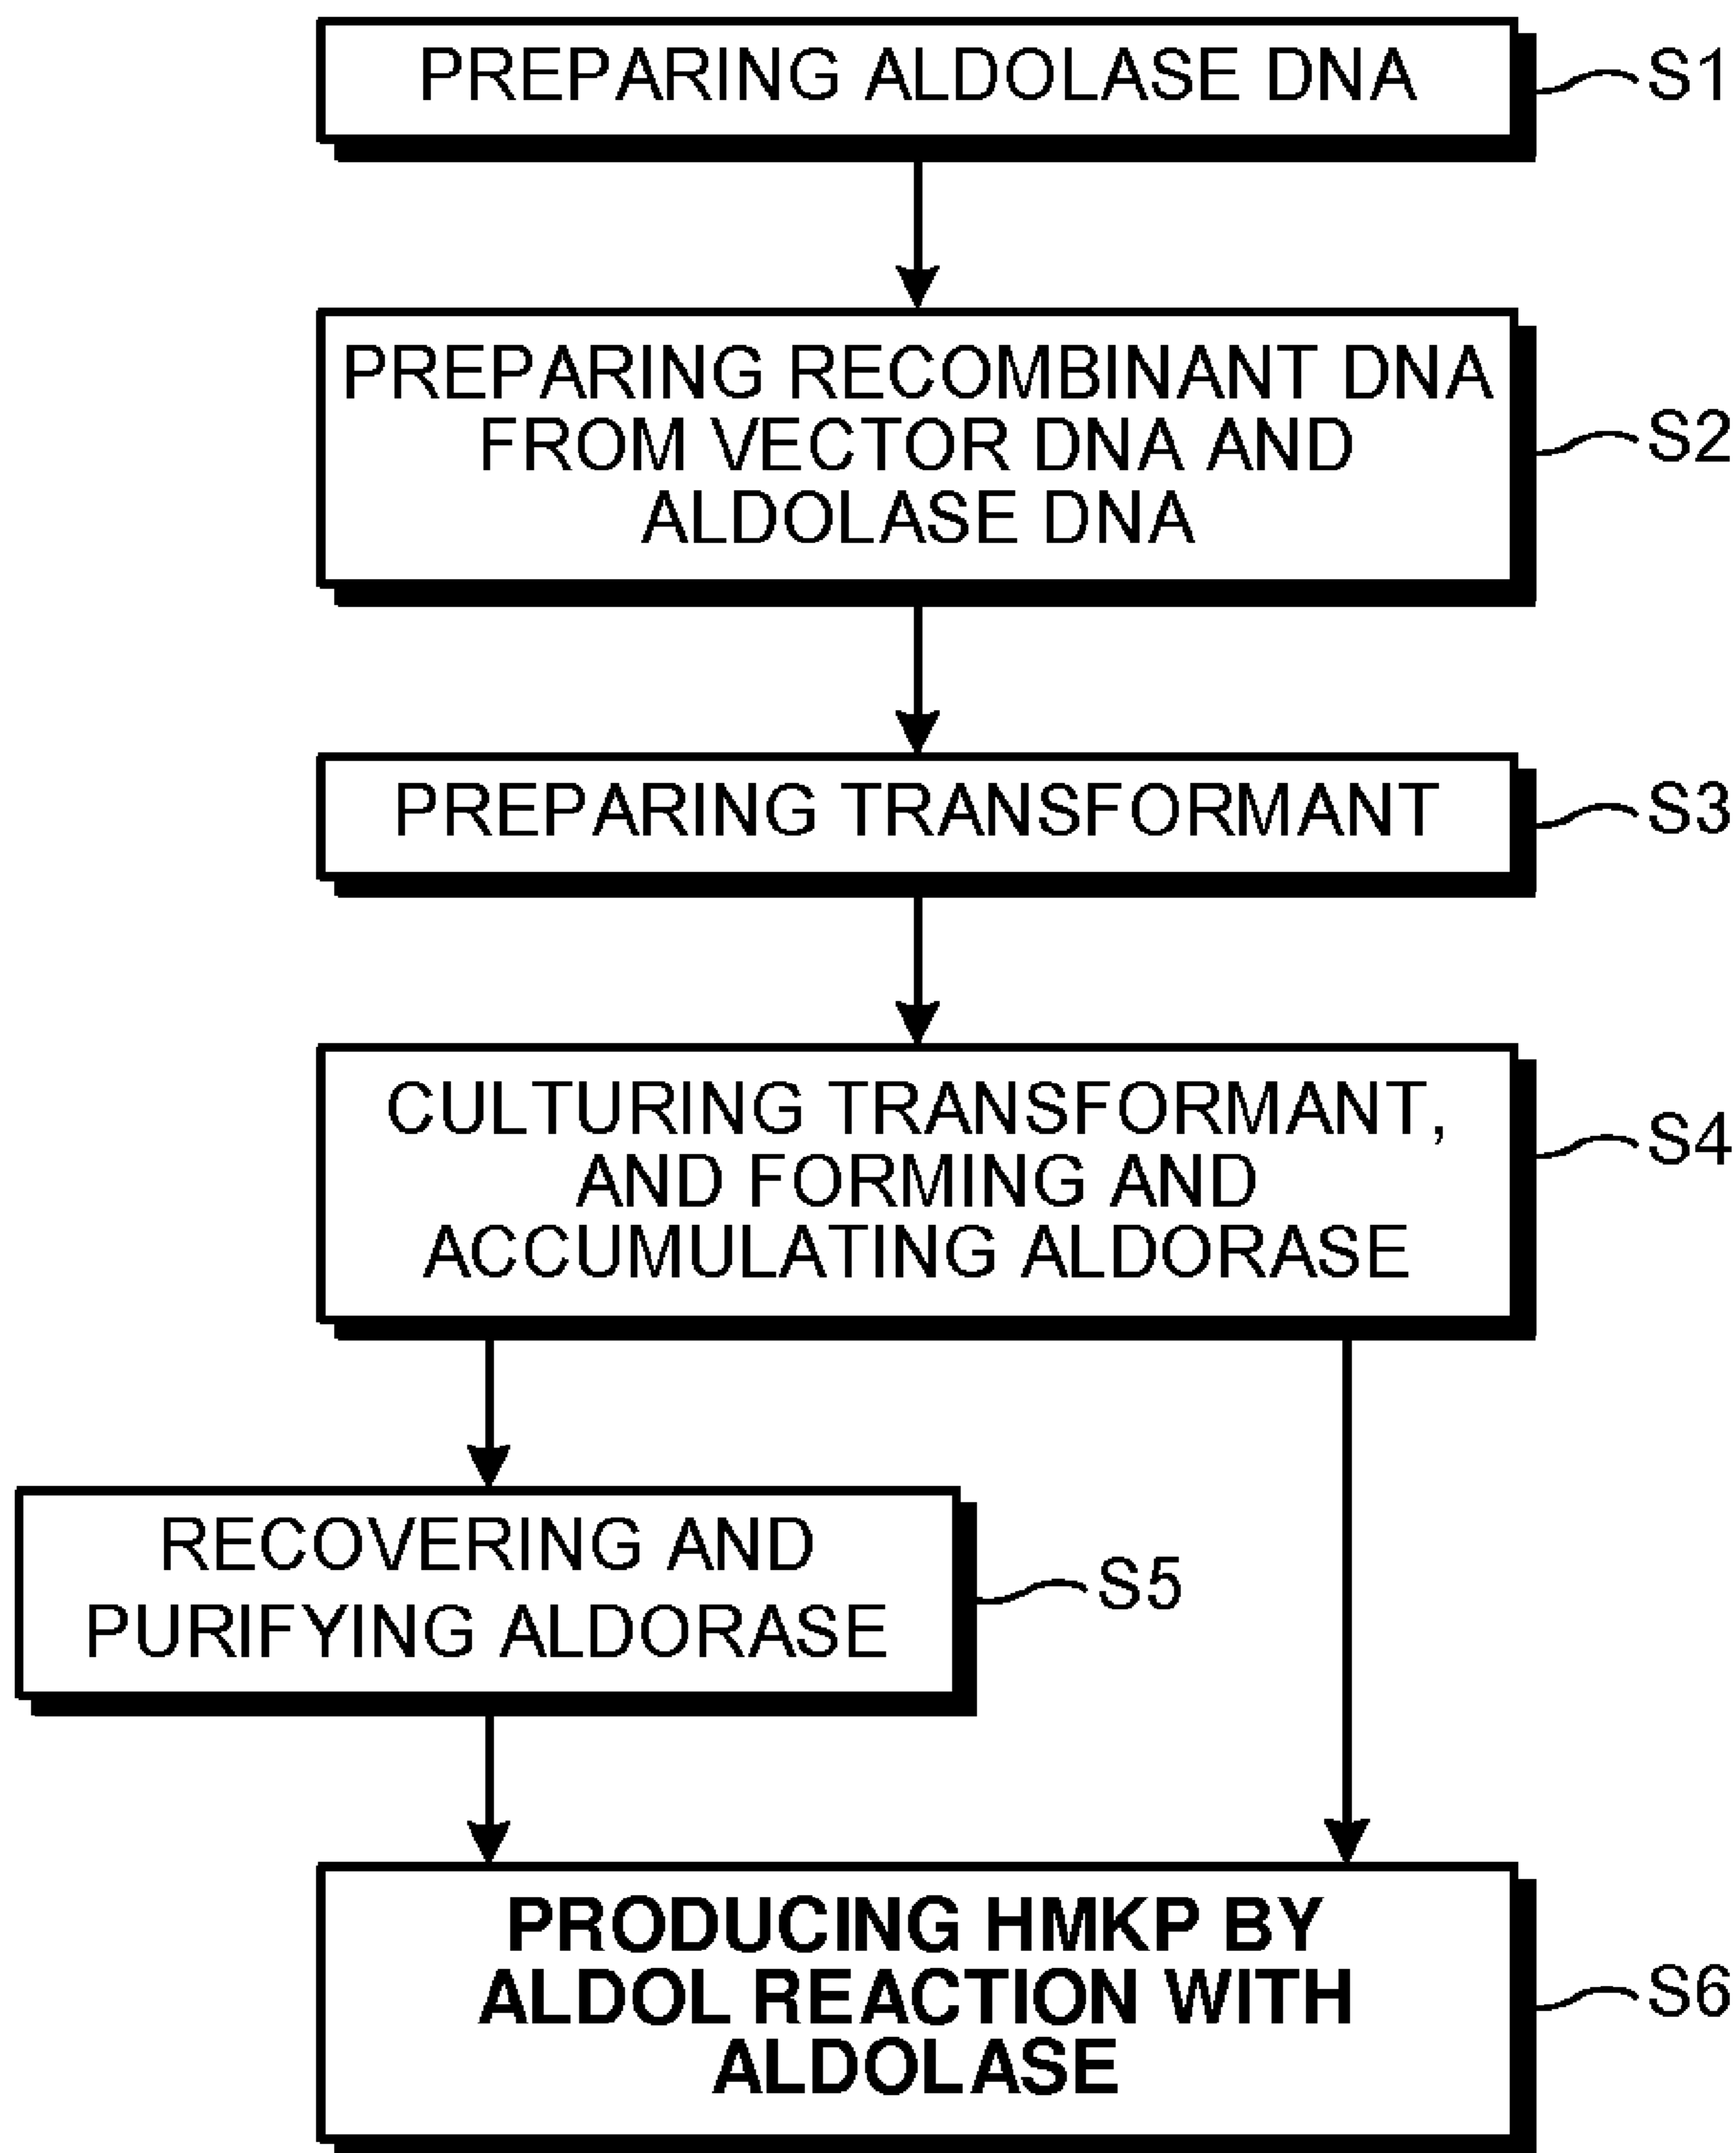 PREPARING ALDOLASE DNA
S1
PREPARING RECOMBINANT DNA
FROM VECTOR DNA AND
ALDOLASE DNA
S2
PREPARING TRANSFORMANT
S3
CULTURING TRANSFORMANT,
AND FORMING AND
ACCUMULATING ALDORASE
S4
RECOVERING AND
PURIFYING ALDORASE
S5
PRODUCING HMKP BY
ALDOL REACTION WITH
ALDOLASE
S6